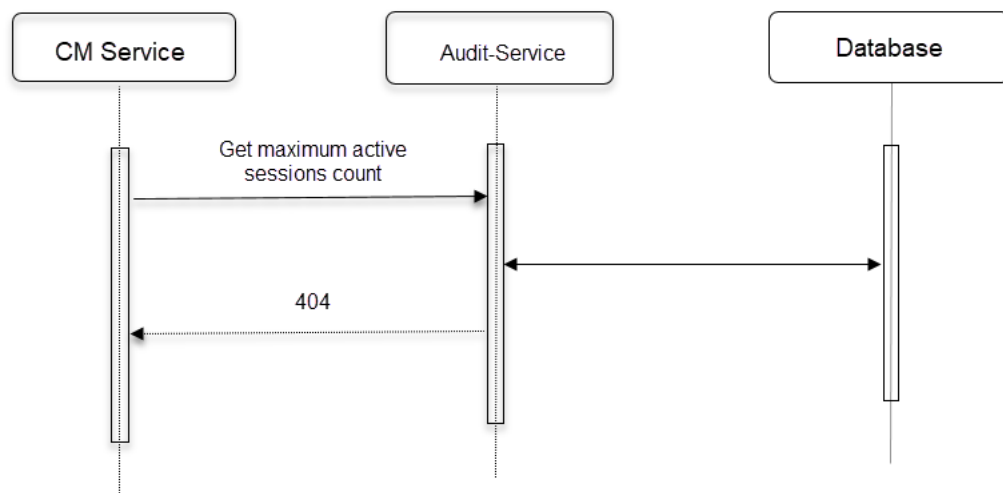 CM Service
Audit-Service
Database
Get maximum active
sessions count
404